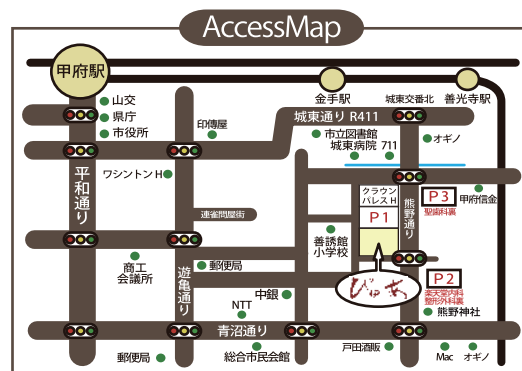 AccessMap
甲府駅
金手駅
善光寺駅
山交
県庁
市役所
印傳屋
城東通り R411
城東交番北
市立図書館
オギノ
城東病院 711
ワシントンH
平和通り
クラウン
パレスH
P1
熊野通り
P3
聖歯科裏
甲府信金
連雀問屋街
善誘館
小学校
商工
会議所
郵便局
遊亀通り
中銀
ぴゅあ
P2
楽天堂内科
整形外科裏
NTT
熊野神社
青沼通り
郵便局
総合市民会館
戸田酒販
Mac
オギノ